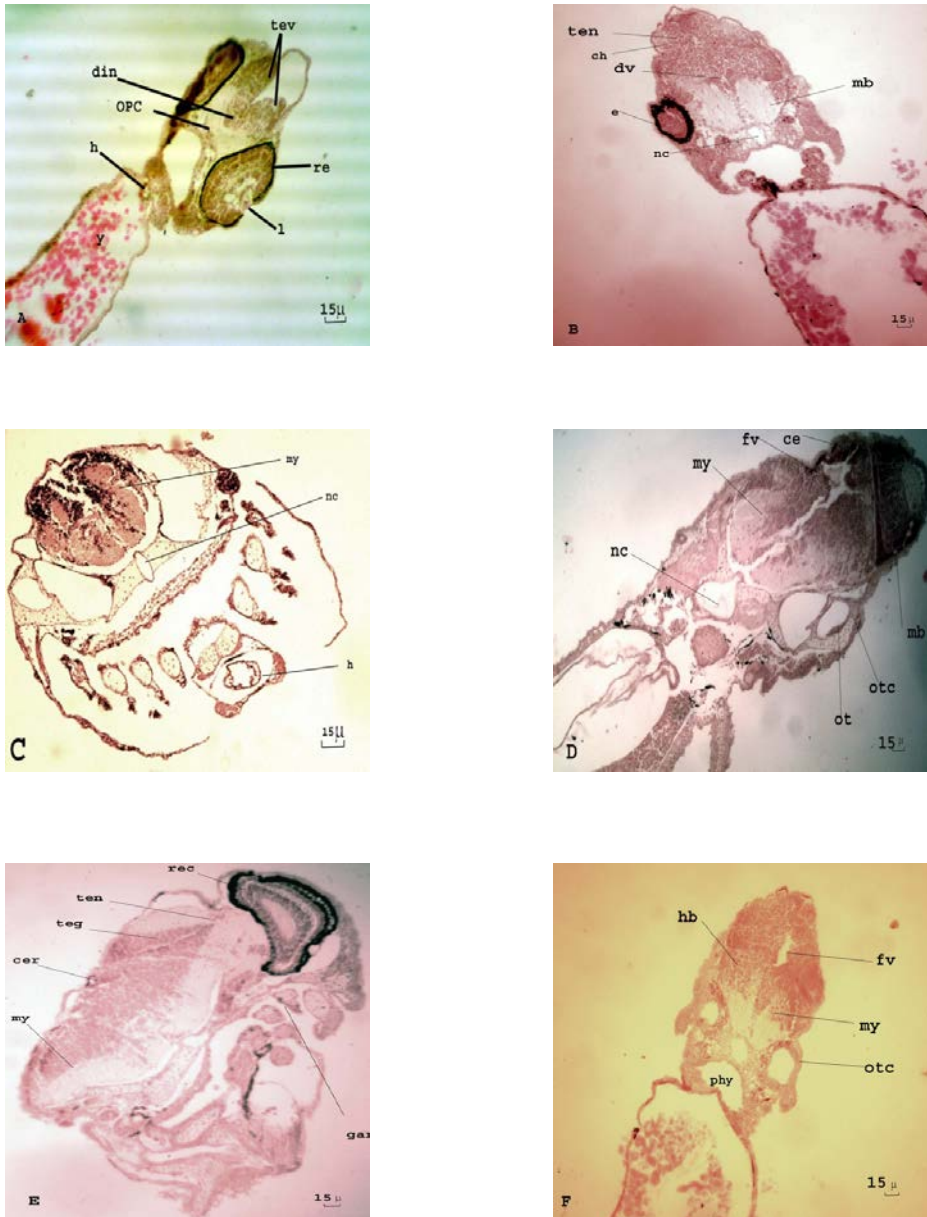 tev
din
OPC
h
re
l
y
A
15µ
ten
ch
dv
mb
e
nc
B
15µ
my
nc
h
C
15µ
fv ce
my
nc
mb
otc
ot
D
15µ
rec
ten
teg
cer
my
gar
E
15µ
hb
fv
my
otc
phy
F
15µ